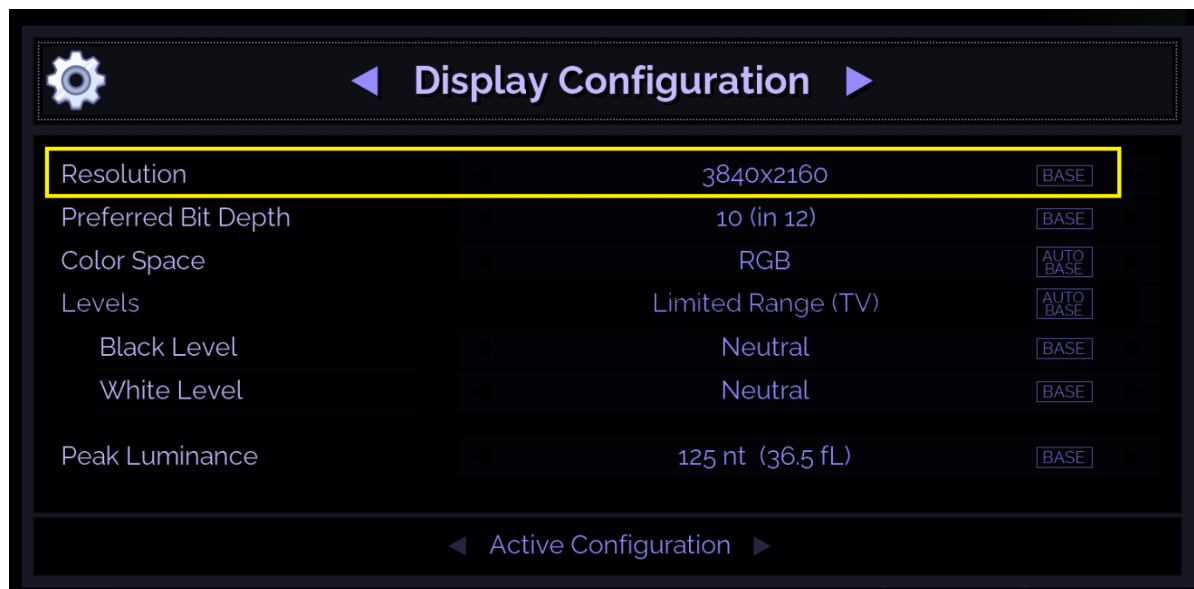 Display Configuration
Resolution 3840x2160 BASE
Preferred Bit Depth 10 (in 12) BASE
Color Space RGB AUTO BASE
Levels Limited Range (TV) AUTO BASE
Black Level Neutral BASE
White Level Neutral BASE
Peak Luminance 125 nt (36.5 fL) BASE
Active Configuration